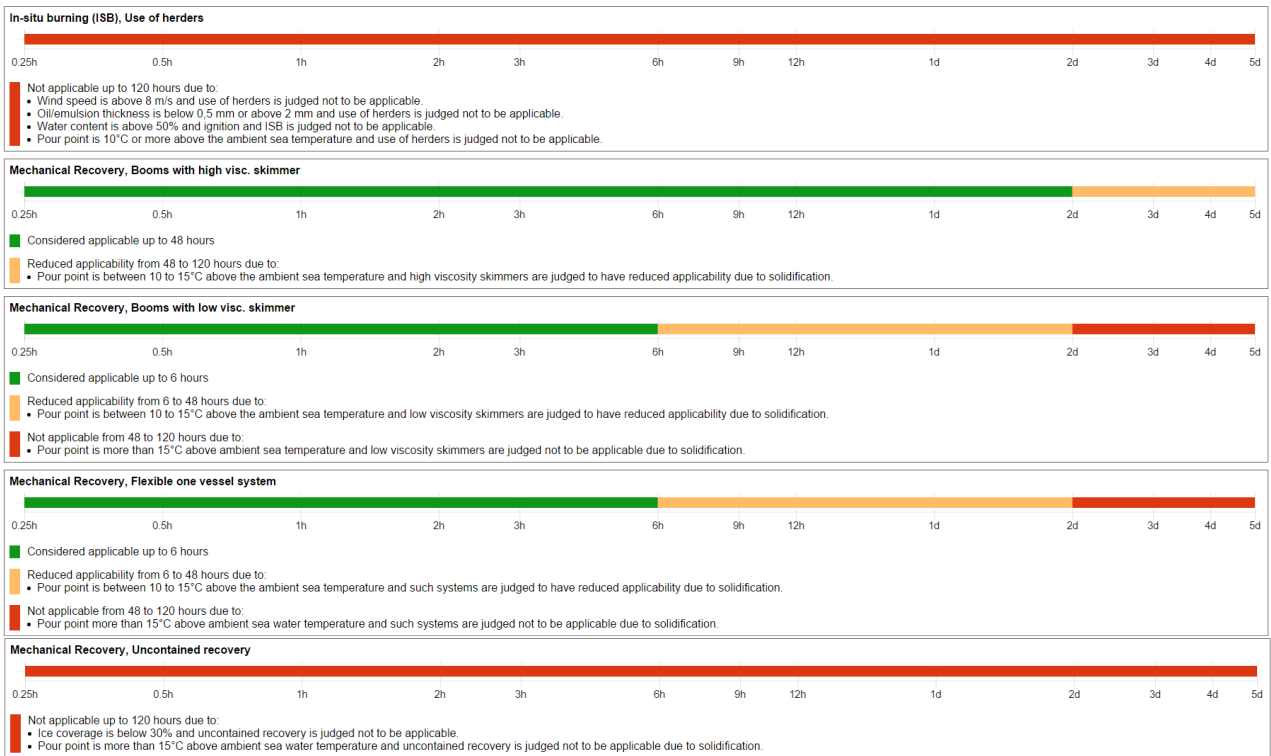 In-situ burning (ISB), Use of herders
0.25h 0.5h 1h 2h 3h 6h 9h 12h 1d 2d 3d 4d 5d
Not applicable up to 120 hours due to:
• Wind speed is above 8 m/s and use of herders is judged not to be applicable.
• Oil/emulsion thickness is below 0,5 mm or above 2 mm and use of herders is judged not to be applicable.
• Water content is above 50% and ignition and ISB is judged not to be applicable.
• Pour point is 10°C or more above the ambient sea temperature and use of herders is judged not to be applicable.
Mechanical Recovery, Booms with high visc. skimmer
0.25h 0.5h 1h 2h 3h 6h 9h 12h 1d 2d 3d 4d 5d
Considered applicable up to 48 hours
Reduced applicability from 48 to 120 hours due to:
• Pour point is between 10 to 15°C above the ambient sea temperature and high viscosity skimmers are judged to have reduced applicability due to solidification.
Mechanical Recovery, Booms with low visc. skimmer
0.25h 0.5h 1h 2h 3h 6h 9h 12h 1d 2d 3d 4d 5d
Considered applicable up to 6 hours
Reduced applicability from 6 to 48 hours due to:
• Pour point is between 10 to 15°C above the ambient sea temperature and low viscosity skimmers are judged to have reduced applicability due to solidification.
Not applicable from 48 to 120 hours due to:
• Pour point is more than 15°C above ambient sea temperature and low viscosity skimmers are judged not to be applicable due to solidification.
Mechanical Recovery, Flexible one vessel system
0.25h 0.5h 1h 2h 3h 6h 9h 12h 1d 2d 3d 4d 5d
Considered applicable up to 6 hours
Reduced applicability from 6 to 48 hours due to:
• Pour point is between 10 to 15°C above the ambient sea temperature and such systems are judged to have reduced applicability due to solidification.
Not applicable from 48 to 120 hours due to:
• Pour point more than 15°C above ambient sea water temperature and such systems are judged not to be applicable due to solidification.
Mechanical Recovery, Uncontained recovery
0.25h 0.5h 1h 2h 3h 6h 9h 12h 1d 2d 3d 4d 5d
Not applicable up to 120 hours due to:
• Ice coverage is below 30% and uncontained recovery is judged not to be applicable.
• Pour point is more than 15°C above ambient sea water temperature and uncontained recovery is judged not to be applicable due to solidification.